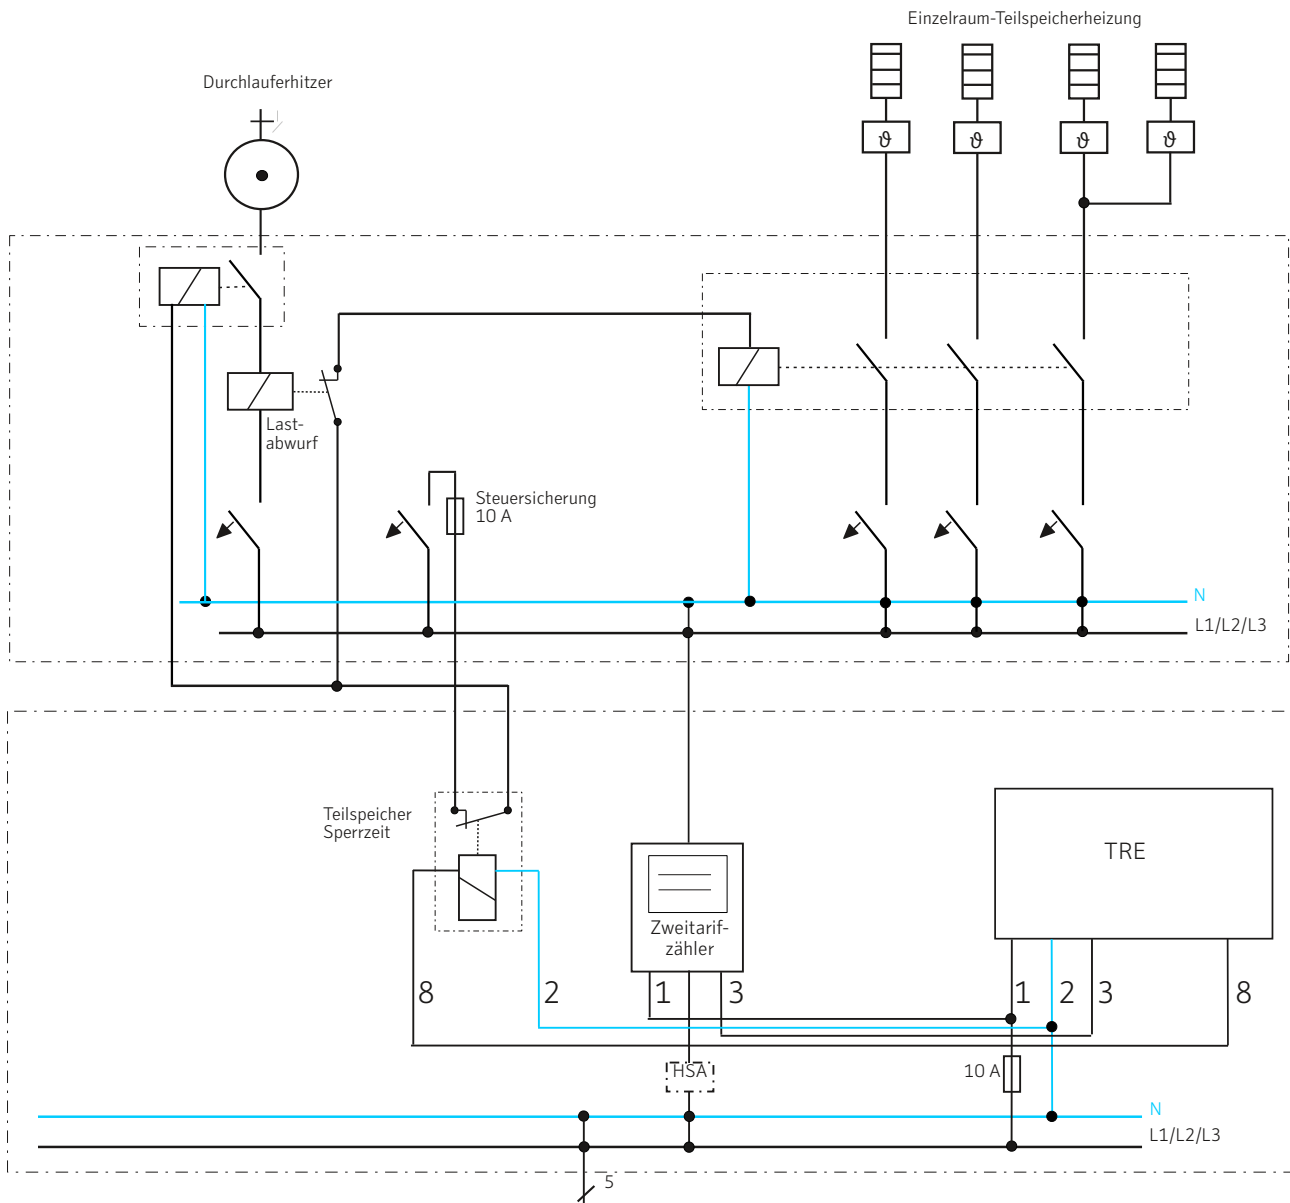 Einzelraum-Teilspeicherheizung
Durchlauferhitzer
ϑ
ϑ
ϑ
ϑ
Last-
abwurf
Steuersicherung
10 A
N
L1/L2/L3
Teilspeicher
Sperrzeit
TRE
Zweitarif-
zähler
8
2
1
3
1
2
3
8
HSA
10 A
N
L1/L2/L3
5